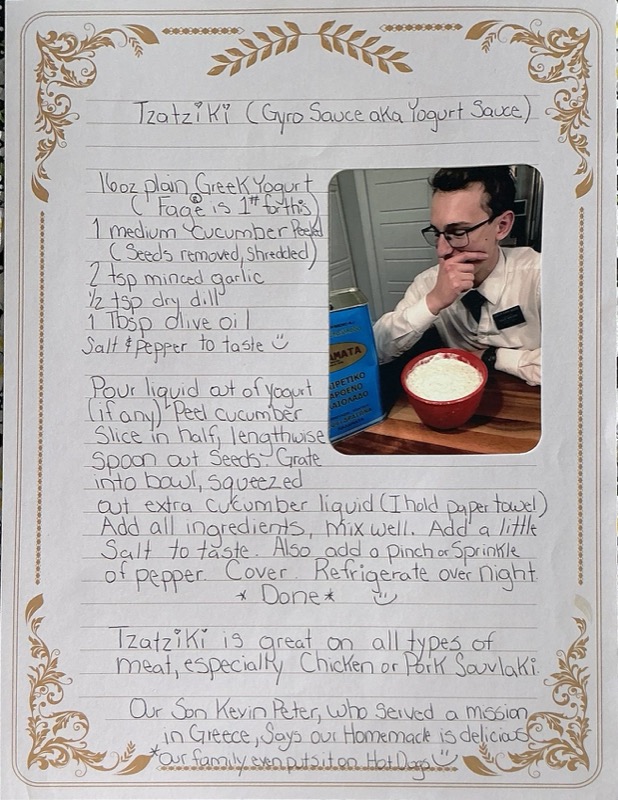 Tzatziki (Gyro Sauce aka Yogurt Sauce)
16oz plain Greek Yogurt
( Fage® is 1st for this)
1 medium Cucumber Peeled
( Seeds removed, shredded)
2 tsp minced garlic
½ tsp dry dill
1 Tbsp olive oil
Salt & Pepper to taste ☺
Pour liquid out of yogurt
if any) Peel cucumber
Slice in half, lengthwise
Spoon out seeds. Grate
into bowl, squeezed
out extra cucumber liquid (I hold paper towel)
Add all ingredients, mix well. Add a little
Salt to taste. Also add a pinch or Sprinkle
of pepper. Cover. Refrigerate over night.
* Done* ☺
Tzatziki is great on all types of
meat, especially Chicken or Pork Souvlaki.
Our Son Kevin Peter, who served a mission
in Greece, Says our Homemade is delicious
*our family even puts it on Hot Dogs ☺
ΑΜΑΤΑ